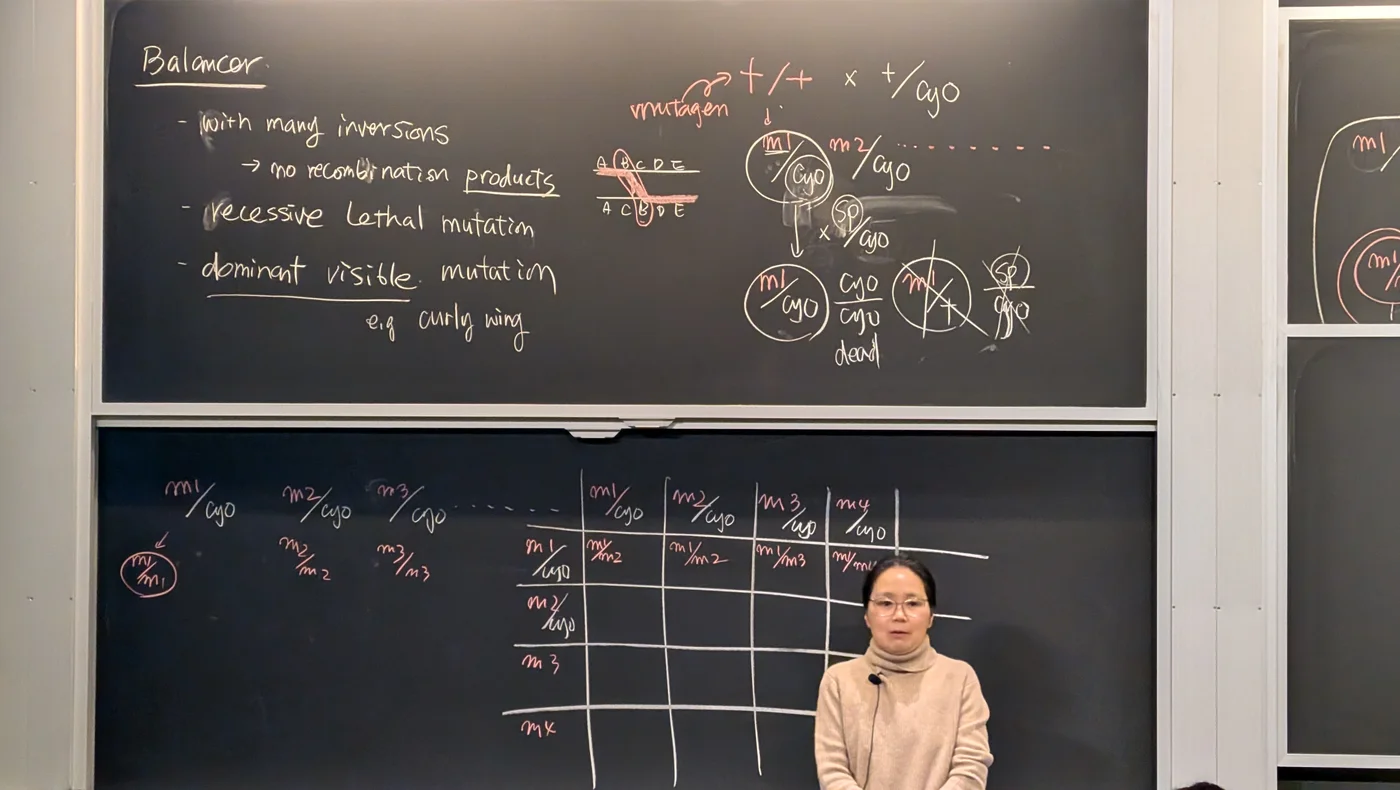 Balancer.
- with many inversions
→ no recombination products
- recessive lethal mutation
- dominant visible mutation
e.g curly wing
A B C D E
A C B D E
mutagen
+/+ x +/cyo
m1/cyo m2/cyo ........
x sp/cyo
m1/cyo cyo/cyo m1/+ sp/cyo
dead
m1/cyo m2/cyo m3/cyo ......
m1/m1 m2/m2 m3/m3
m1/cyo m2/cyo m3/cyo m4/cyo
m1/cyo m1/m2 m1/m3
m2/cyo
m3
m4
m1/
m1/